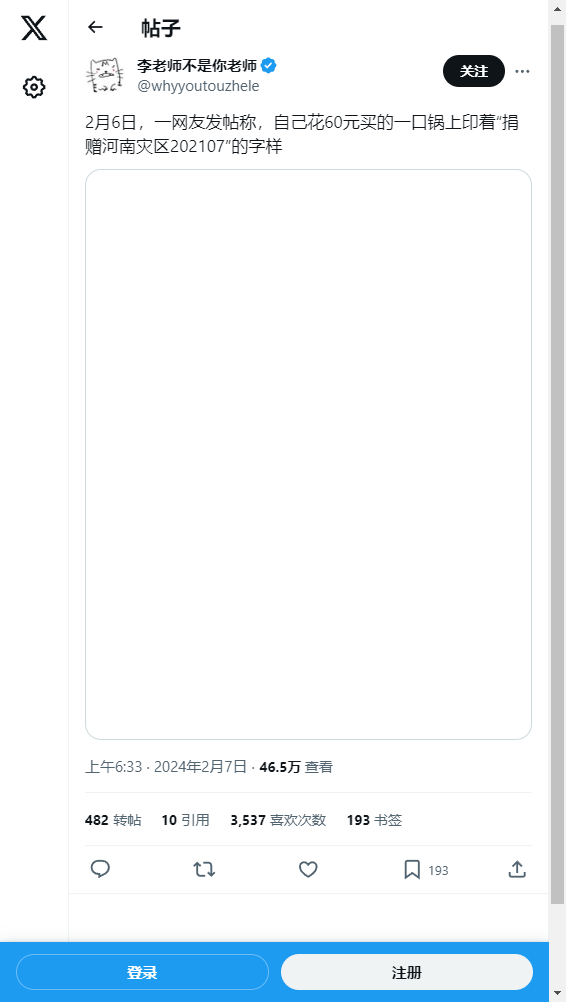 帖子
李老师不是你老师
关注
@whyyoutouzhele
2月6日，一网友发帖称，自己花60元买的一口锅上印着“捐
赠河南灾区202107”的字样
上午6:33 · 2024年2月7日 · 46.5万 查看
482 转帖 10 引用 3,537 喜欢次数 193 书签
193
登录 注册